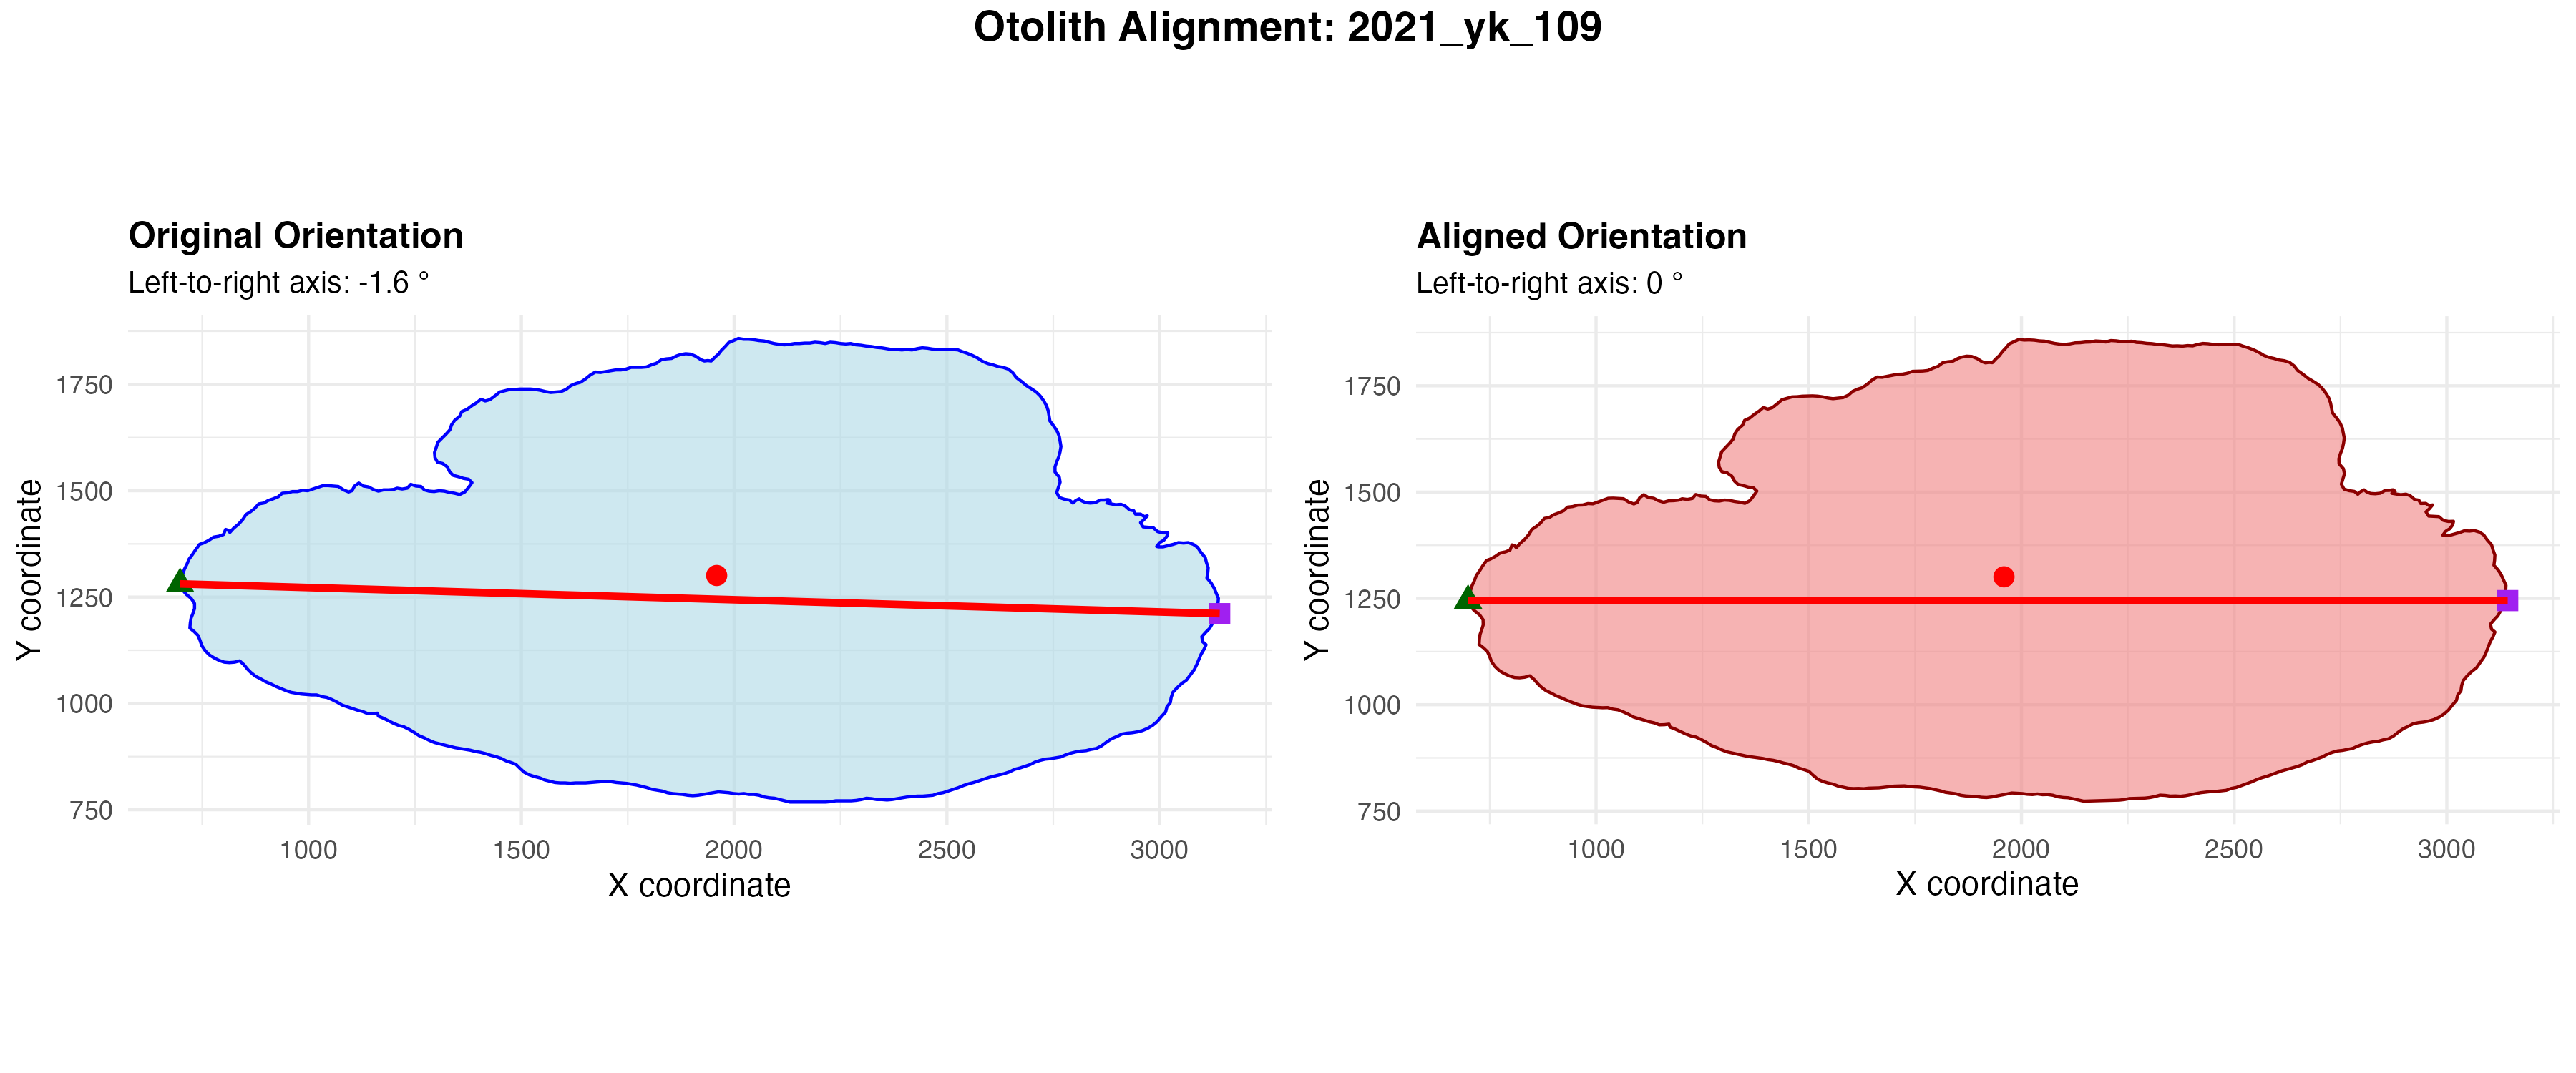 Otolith Alignment: 2021_yk_109
Original Orientation
Left-to-right axis: -1.6 °
1750
1500
1250
1000
750
Y coordinate
1000 1500 2000 2500 3000
X coordinate
Aligned Orientation
Left-to-right axis: 0 °
1750
1500
1250
1000
750
Y coordinate
1000 1500 2000 2500 3000
X coordinate